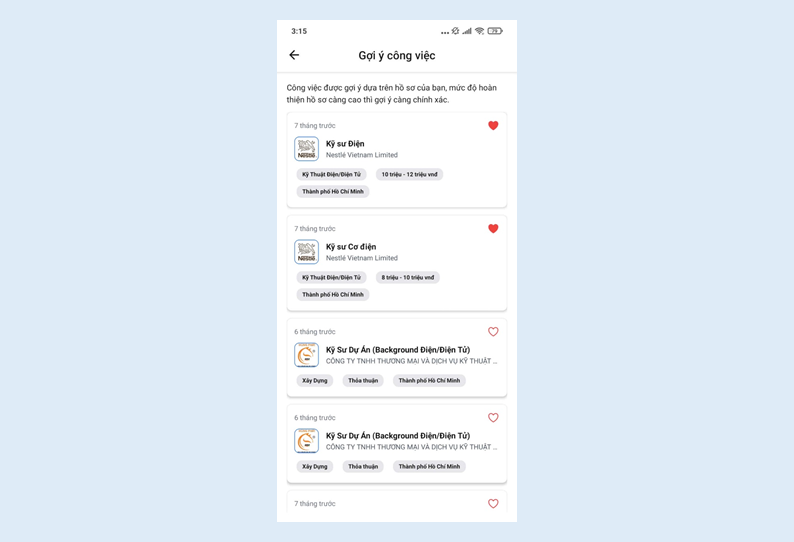 3:15
79
Gợi ý công việc
Công việc được gợi ý dựa trên hồ sơ của bạn, mức độ hoàn
thiện hồ sơ càng cao thì gợi ý càng chính xác.
7 tháng trước
Nestlé
Kỹ sư Điện
Nestlé Vietnam Limited
Kỹ Thuật Điện/Điện Tử 10 triệu - 12 triệu vnđ
Thành phố Hồ Chí Minh
7 tháng trước
Nestlé
Kỹ sư Cơ điện
Nestlé Vietnam Limited
Kỹ Thuật Điện/Điện Tử 8 triệu - 10 triệu vnđ
Thành phố Hồ Chí Minh
6 tháng trước
Kỹ Sư Dự Án (Background Điện/Điện Tử)
CÔNG TY TNHH THƯƠNG MẠI VÀ DỊCH VỤ KỸ THUẬT ...
Xây Dựng Thỏa thuận Thành phố Hồ Chí Minh
6 tháng trước
Kỹ Sư Dự Án (Background Điện/Điện Tử)
CÔNG TY TNHH THƯƠNG MẠI VÀ DỊCH VỤ KỸ THUẬT ...
Xây Dựng Thỏa thuận Thành phố Hồ Chí Minh
7 tháng trước